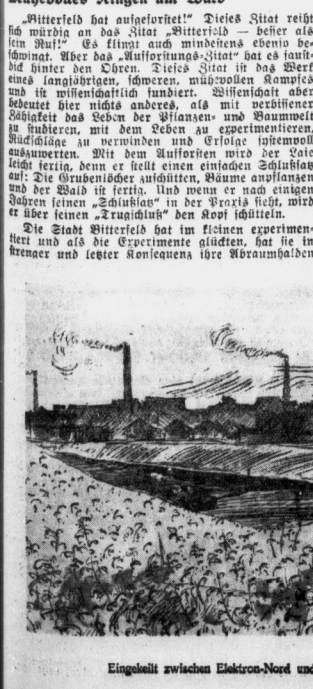 Mühevolles Ringen um Wald
„Bitterfeld hat aufgeforstet!“ Dieses Zitat reiht
sich würdig an das Zitat „Bitterfeld — besser als
sein Ruf!“ Es klingt auch mindestens ebenso be-
schwingt. Aber das „Aufforstungs-Zitat“ hat es faust-
dick hinter den Ohren. Dieses Zitat ist das Werk
eines langjährigen, schweren, mühevollen Kampfes
und ist wissenschaftlich fundiert. Wissenschaft aber
bedeutet hier nichts anderes, als mit verbissener
Zähigkeit das Leben der Pflanzen- und Baumwelt
zu studieren, mit dem Leben zu experimentieren,
Rückschläge zu verwinden und Erfolge systemvoll
auszuwerten. Mit dem Aufforsten wird der Laie
leicht fertig, denn er stellt einen einfachen Schlußsatz
auf: Die Grubenlöcher zuschütten, Bäume anpflanzen
und der Wald ist fertig. Und wenn er nach einigen
Jahren seinen „Schlußsatz“ in der Praxis sieht, wird
er über seinen „Trugschluß“ den Kopf schütteln.
Die Stadt Bitterfeld hat im kleinen experimen-
tiert und als die Experimente glückten, hat sie in
strenger und letzter Konsequenz ihre Abraumhalden
Eingekeilt zwischen Elektron-Nord und